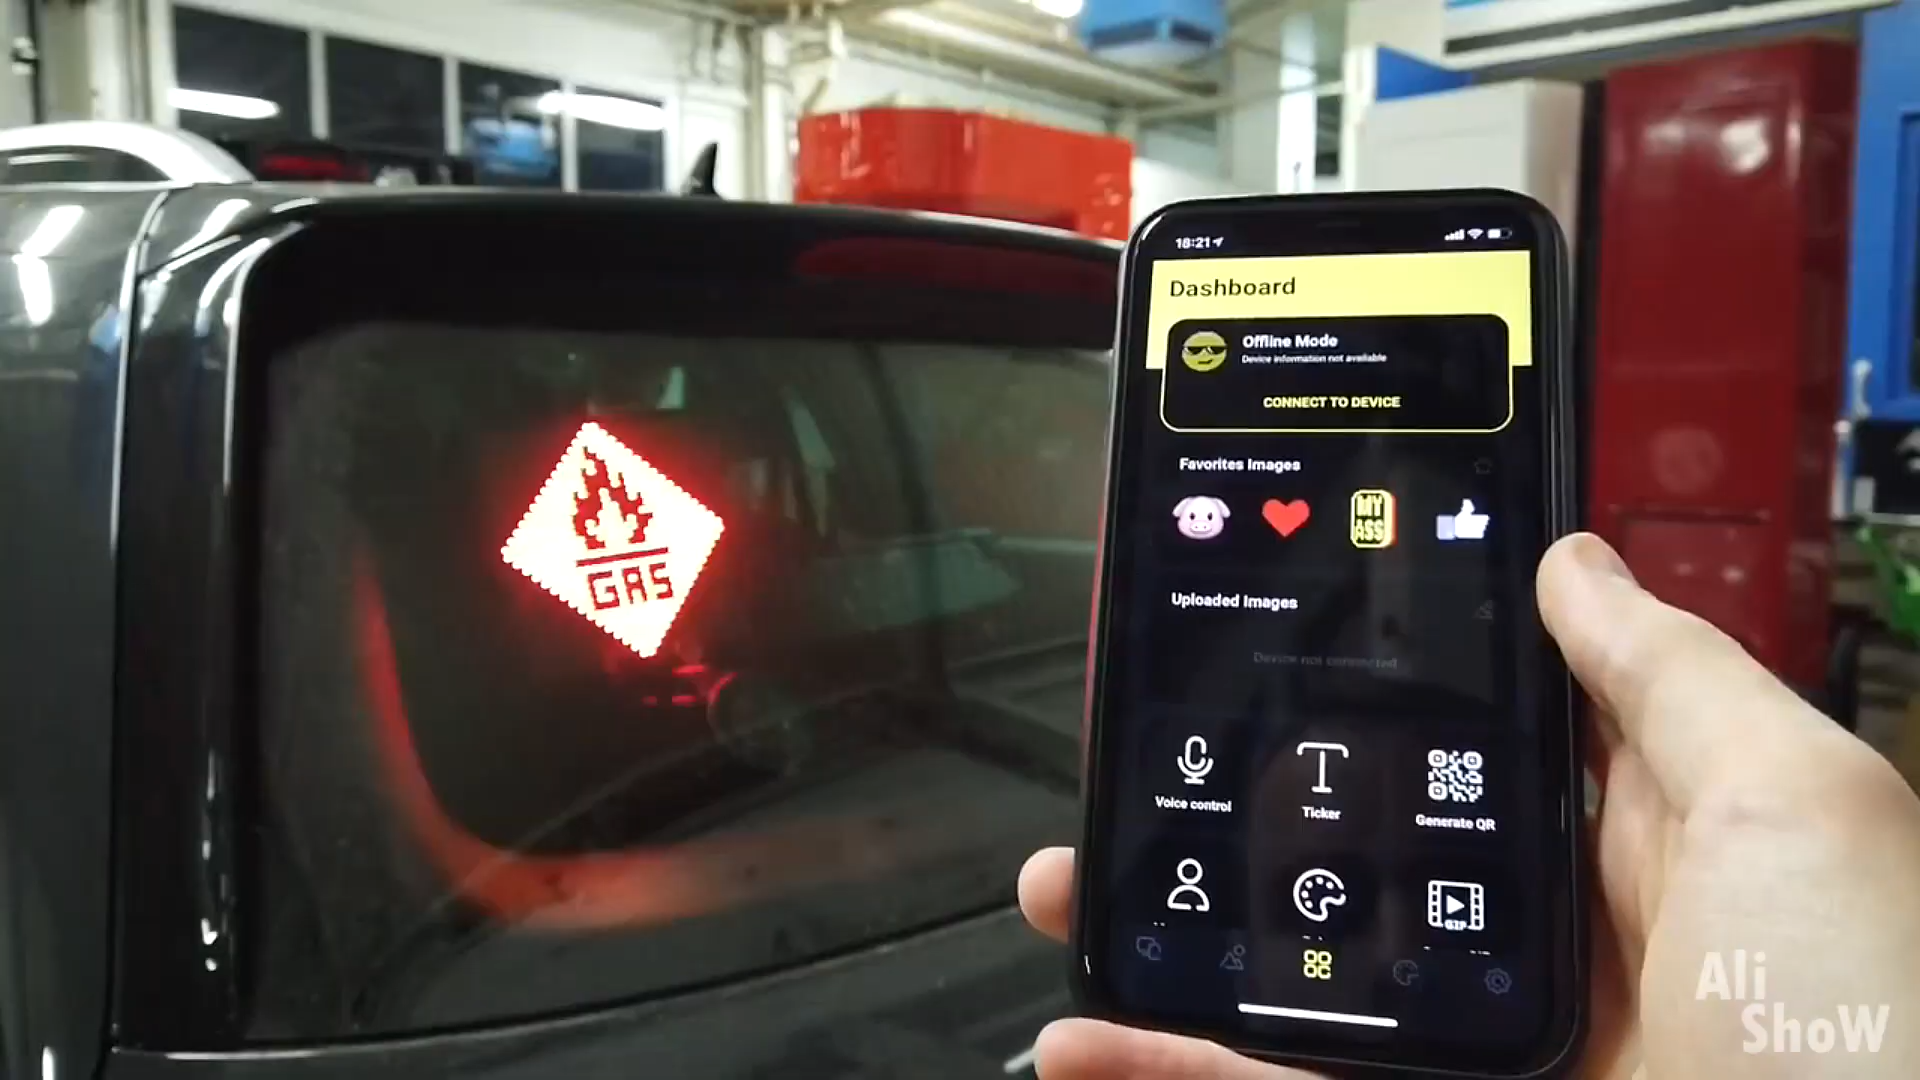 GAS
18:21
Dashboard
Offline Mode
Device information not available
CONNECT TO DEVICE
Favorites Images
MY
ASS
Uploaded Images
Device not connected
Voice control
Ticker
Generate QR
GIF
Ali
ShoW